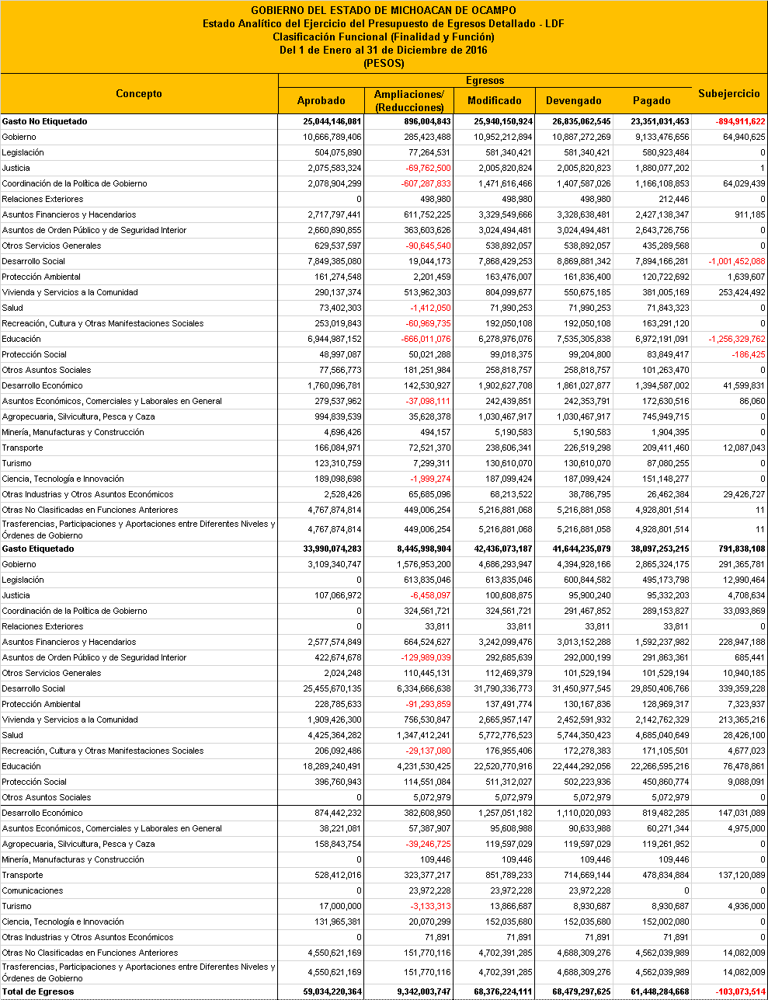 GOBIERNO DEL ESTADO DE MICHOACAN DE OCAMPO
Estado Analítico del Ejercicio del Presupuesto de Egresos Detallado - LDF
Clasificación Funcional (Finalidad y Función)
Del 1 de Enero al 31 de Diciembre de 2016
(PESOS)
Egresos
Concepto Aprobado Ampliaciones/ (Reducciones) Modificado Devengado Pagado Subejercicio
Gasto No Etiquetado 25,044,146,081 896,004,843 25,940,150,924 26,835,062,545 23,351,031,453 -894,911,622
Gobierno 10,666,789,406 285,423,488 10,952,212,894 10,887,272,269 9,133,476,656 64,940,625
Legislación 504,075,890 77,264,531 581,340,421 581,340,421 580,923,484 0
Justicia 2,075,583,324 -69,762,500 2,005,820,824 2,005,820,823 1,880,077,202 1
Coordinación de la Política de Gobierno 2,078,904,299 -607,287,833 1,471,616,466 1,407,587,026 1,166,108,853 64,029,439
Relaciones Exteriores 0 498,980 498,980 498,980 212,446 0
Asuntos Financieros y Hacendarios 2,717,797,441 611,752,225 3,329,549,666 3,328,638,481 2,427,138,347 911,185
Asuntos de Orden Público y de Seguridad Interior 2,660,890,855 363,603,626 3,024,494,481 3,024,494,481 2,643,726,756 0
Otros Servicios Generales 629,537,597 -90,645,540 538,892,057 538,892,057 435,289,568 0
Desarrollo Social 7,849,385,080 19,044,173 7,868,429,253 8,869,881,342 7,894,166,281 -1,001,452,088
Protección Ambiental 161,274,548 2,201,459 163,476,007 161,836,400 120,722,692 1,639,607
Vivienda y Servicios a la Comunidad 290,137,374 513,962,303 804,099,677 550,675,185 381,005,169 253,424,492
Salud 73,402,303 -1,412,050 71,990,253 71,990,253 71,843,323 0
Recreación, Cultura y Otras Manifestaciones Sociales 253,019,843 -60,969,735 192,050,108 192,050,108 163,291,120 0
Educación 6,944,987,152 -666,011,076 6,278,976,076 7,535,305,838 6,972,191,091 -1,256,329,762
Protección Social 48,997,087 50,021,288 99,018,375 99,204,800 83,849,417 -186,425
Otros Asuntos Sociales 77,566,773 181,251,984 258,818,757 258,818,757 101,263,470 0
Desarrollo Económico 1,760,096,781 142,530,927 1,902,627,708 1,861,027,877 1,394,587,002 41,599,831
Asuntos Económicos, Comerciales y Laborales en General 279,537,962 -37,098,111 242,439,851 242,353,791 172,630,516 86,060
Agropecuaria, Silvicultura, Pesca y Caza 994,839,539 35,628,378 1,030,467,917 1,030,467,917 745,949,715 0
Minería, Manufacturas y Construcción 4,696,426 494,157 5,190,583 5,190,583 1,904,395 0
Transporte 166,084,971 72,521,370 238,606,341 226,519,298 209,411,460 12,087,043
Turismo 123,310,759 7,299,311 130,610,070 130,610,070 87,080,255 0
Ciencia, Tecnología e Innovación 189,098,698 -1,999,274 187,099,424 187,099,424 151,148,277 0
Otras Industrias y Otros Asuntos Económicos 2,528,426 65,685,096 68,213,522 38,786,795 26,462,384 29,426,727
Otras No Clasificadas en Funciones Anteriores 4,767,874,814 449,006,254 5,216,881,068 5,216,881,058 4,928,801,514 11
Trasferencias, Participaciones y Aportaciones entre Diferentes Niveles y
Órdenes de Gobierno 4,767,874,814 449,006,254 5,216,881,068 5,216,881,058 4,928,801,514 11
Gasto Etiquetado 33,990,074,283 8,445,998,904 42,436,073,187 41,644,235,079 38,097,253,215 791,838,108
Gobierno 3,109,340,747 1,576,953,200 4,686,293,947 4,394,928,166 2,865,324,175 291,365,781
Legislación 0 613,835,046 613,835,046 600,844,582 495,173,798 12,990,464
Justicia 107,066,972 -6,458,097 100,608,875 95,900,240 95,332,203 4,708,634
Coordinación de la Política de Gobierno 0 324,561,721 324,561,721 291,467,852 289,153,827 33,093,869
Relaciones Exteriores 0 33,811 33,811 33,811 33,811 0
Asuntos Financieros y Hacendarios 2,577,574,849 664,524,627 3,242,099,476 3,013,152,288 1,592,237,982 228,947,188
Asuntos de Orden Público y de Seguridad Interior 422,674,678 -129,989,039 292,685,639 292,000,199 291,863,361 685,441
Otros Servicios Generales 2,024,248 110,445,131 112,469,379 101,529,194 101,529,194 10,940,185
Desarrollo Social 25,455,670,135 6,334,666,638 31,790,336,773 31,450,977,545 29,850,406,766 339,359,228
Protección Ambiental 228,785,633 -91,293,859 137,491,774 130,167,836 128,969,317 7,323,937
Vivienda y Servicios a la Comunidad 1,909,426,300 756,530,847 2,665,957,147 2,452,591,932 2,142,762,329 213,365,216
Salud 4,425,364,282 1,347,412,241 5,772,776,523 5,744,350,423 4,685,040,649 28,426,100
Recreación, Cultura y Otras Manifestaciones Sociales 206,092,486 -29,137,080 176,955,406 172,278,383 171,105,501 4,677,023
Educación 18,289,240,491 4,231,530,425 22,520,770,916 22,444,292,056 22,266,595,216 76,478,861
Protección Social 396,760,943 114,551,084 511,312,027 502,223,936 450,860,774 9,088,091
Otros Asuntos Sociales 0 5,072,979 5,072,979 5,072,979 5,072,979 0
Desarrollo Económico 874,442,232 382,608,950 1,257,051,182 1,110,020,093 819,482,285 147,031,089
Asuntos Económicos, Comerciales y Laborales en General 38,221,081 57,387,907 95,608,988 90,633,988 60,271,344 4,975,000
Agropecuaria, Silvicultura, Pesca y Caza 158,843,754 -39,246,725 119,597,029 119,597,029 119,261,952 0
Minería, Manufacturas y Construcción 0 109,446 109,446 109,446 109,446 0
Transporte 528,412,016 323,377,217 851,789,233 714,669,144 478,834,884 137,120,089
Comunicaciones 0 23,972,228 23,972,228 23,972,228 0 0
Turismo 17,000,000 -3,133,313 13,866,687 8,930,687 8,930,687 4,936,000
Ciencia, Tecnología e Innovación 131,965,381 20,070,299 152,035,680 152,035,680 152,002,080 0
Otras Industrias y Otros Asuntos Económicos 0 71,891 71,891 71,891 71,891 0
Otras No Clasificadas en Funciones Anteriores 4,550,621,169 151,770,116 4,702,391,285 4,688,309,276 4,562,039,989 14,082,009
Trasferencias, Participaciones y Aportaciones entre Diferentes Niveles y
Órdenes de Gobierno 4,550,621,169 151,770,116 4,702,391,285 4,688,309,276 4,562,039,989 14,082,009
Total de Egresos 59,034,220,364 9,342,003,747 68,376,224,111 68,479,297,625 61,448,284,668 -103,073,514